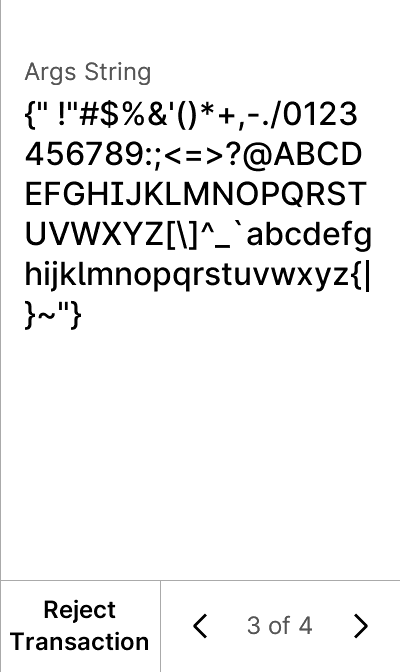 Args String
{" !"#$%&'()*+,-./0123
456789:;<=>?@ABCD
EFGHIJKLMNOPQRST
UVWXYZ[\]^_`abcdefg
hijklmnopqrstuvwxyz{|
}~"}
Reject
Transaction
3 of 4